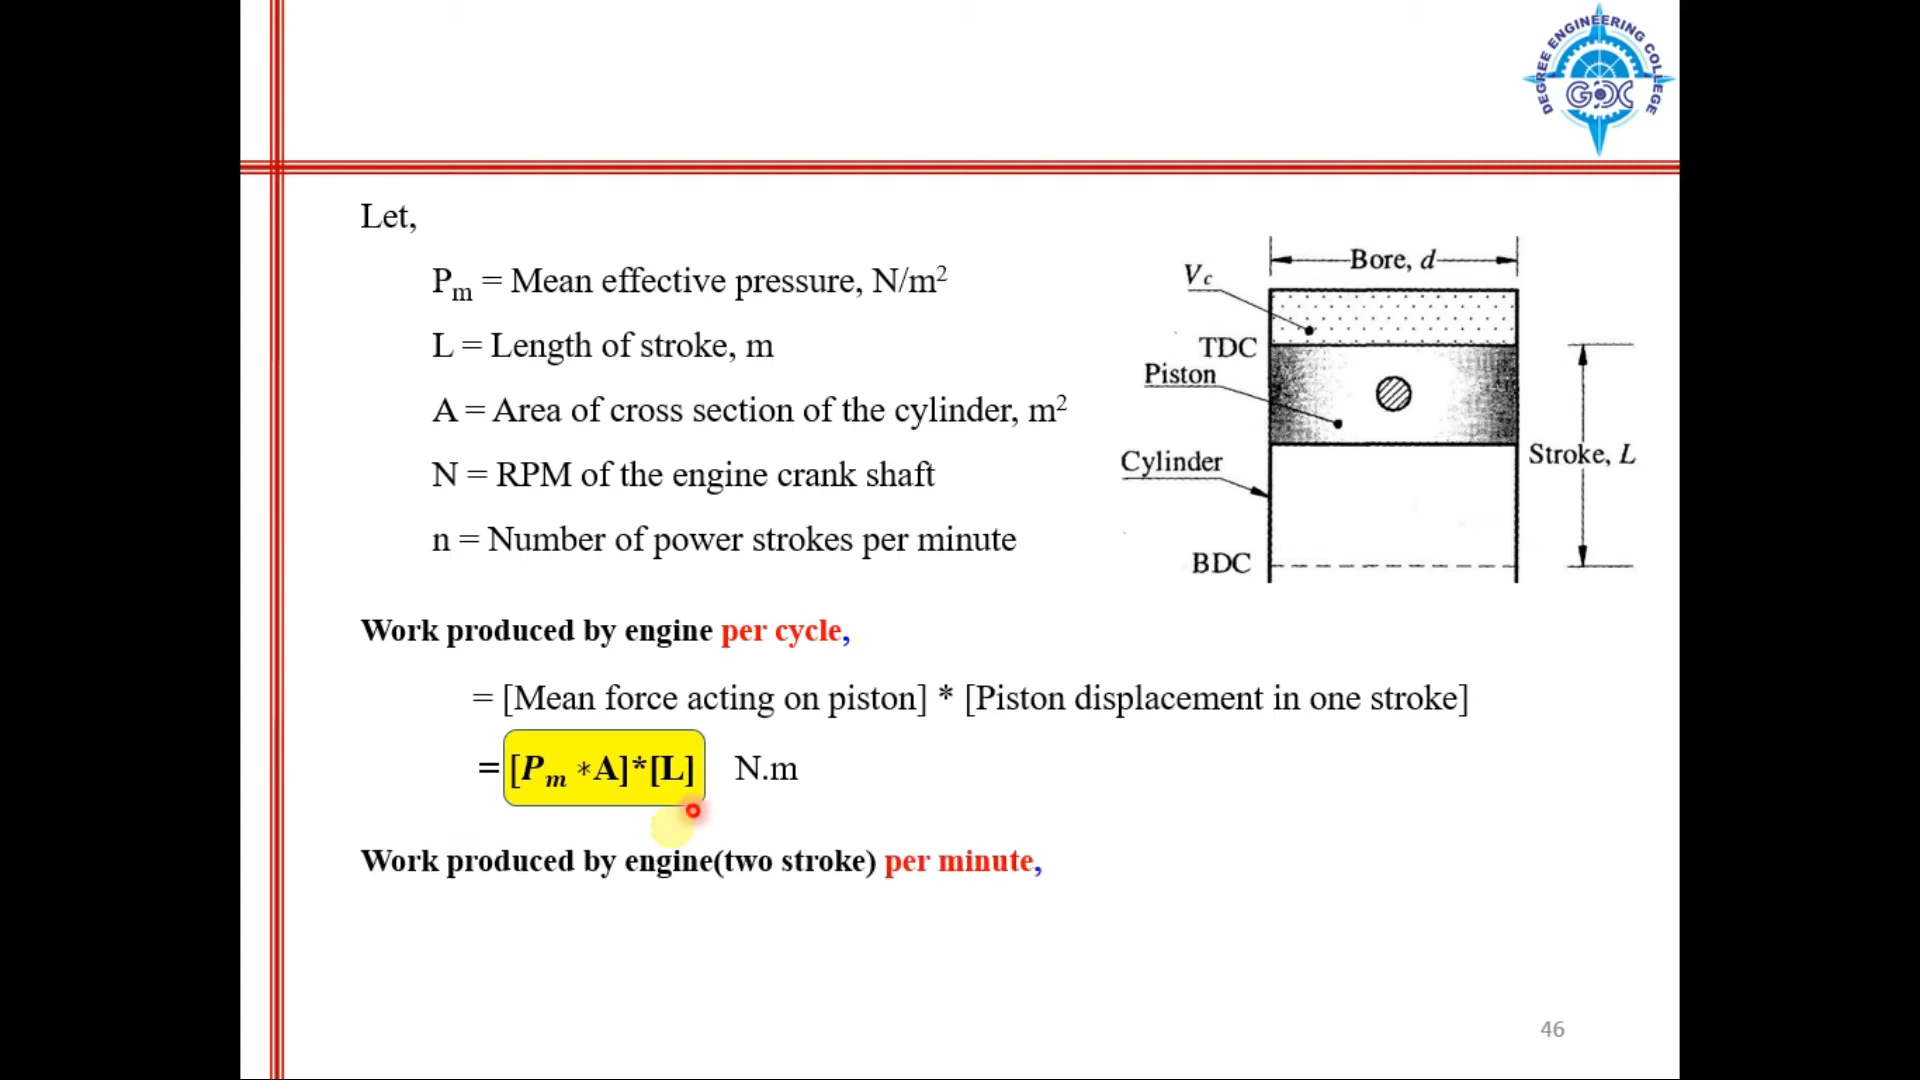 DEGREE ENGINEERING COLLEGE
GDC
Let,
Pm = Mean effective pressure, N/m²
L = Length of stroke, m
A = Area of cross section of the cylinder, m²
N = RPM of the engine crank shaft
n = Number of power strokes per minute
Bore, d
Vc
TDC
Piston
Cylinder
Stroke, L
BDC
Work produced by engine per cycle,
= [Mean force acting on piston] * [Piston displacement in one stroke]
= [Pm *A]*[L] N.m
Work produced by engine(two stroke) per minute,
46